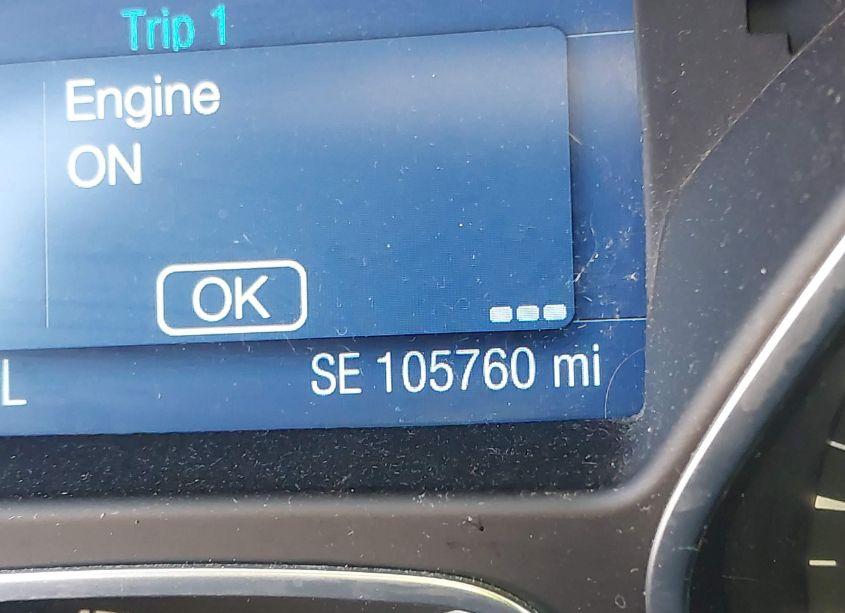 Trip 1
Engine
ON
OK
L
SE 105760 mi